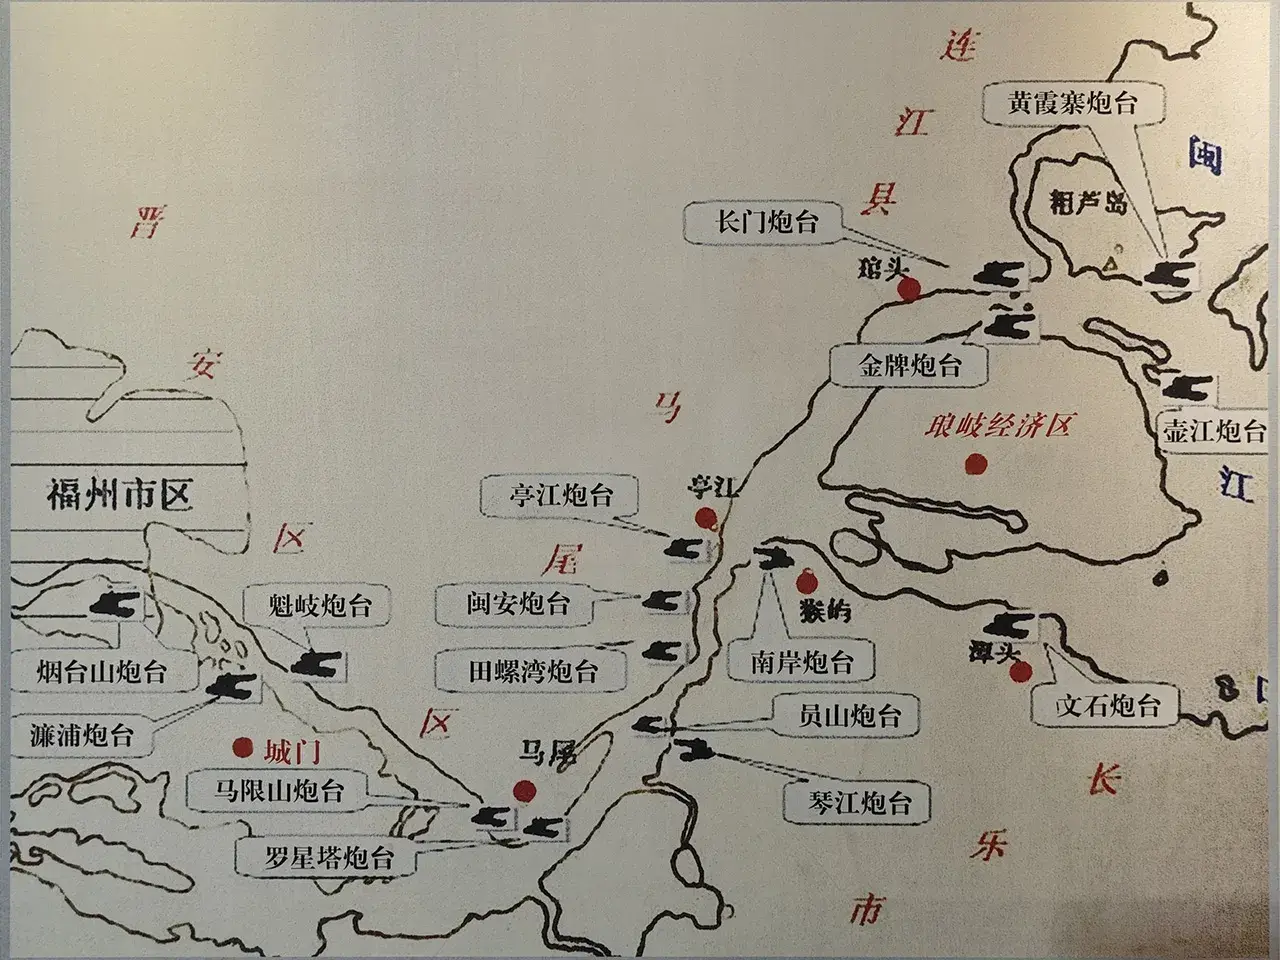 连江县
黄霞寨炮台
闽
粗芦岛
长门炮台
晋安区
琯头
金牌炮台
马尾区
琅岐经济区
壶江炮台
江
福州市区
亭江炮台
亭江
闽安炮台
魁岐炮台
猴屿
南岸炮台
潭头
田螺湾炮台
烟台山炮台
文石炮台
员山炮台
濂浦炮台
城门
马尾
马限山炮台
琴江炮台
罗星塔炮台
长乐市